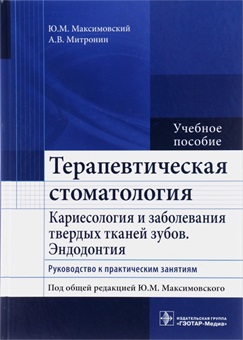 Ю.М. Максимовский
А.В. Митронин
Учебное
пособие
Терапевтическая
стоматология
Кариесология и заболевания
твердых тканей зубов.
Эндодонтия
Руководство к практическим занятиям
Под общей редакцией Ю.М. Максимовского
ИЗДАТЕЛЬСКАЯ ГРУППА
«ГЭОТАР-Медиа»